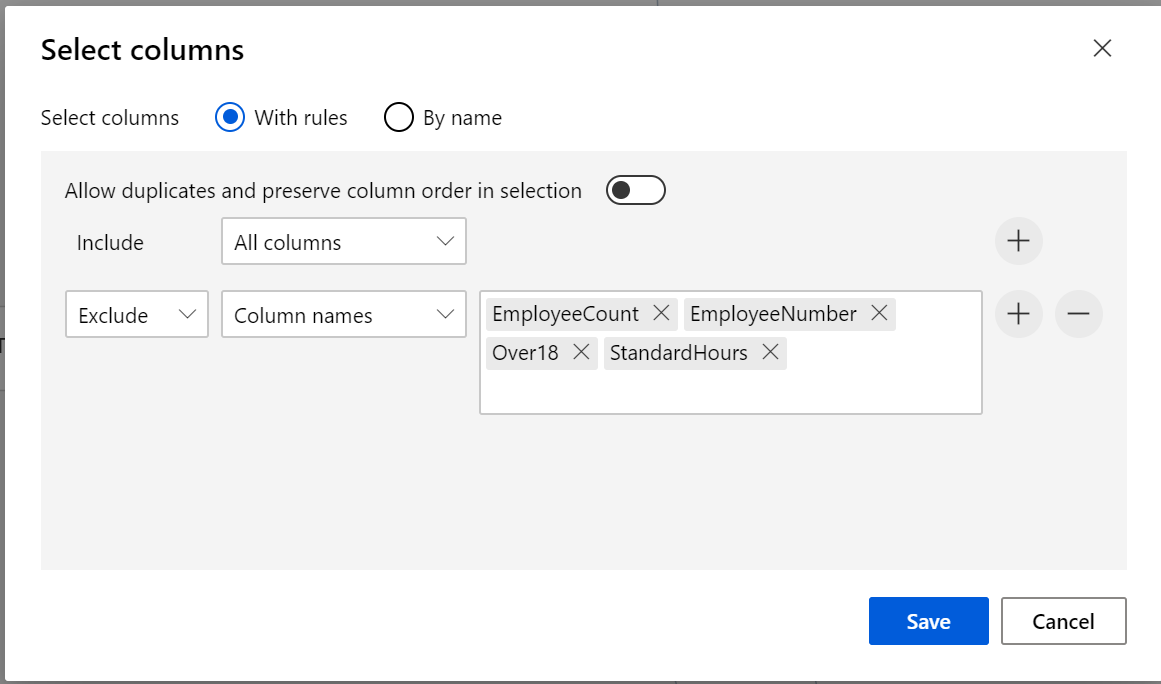 Select columns
Select columns With rules By name
Allow duplicates and preserve column order in selection
Include All columns
Exclude Column names EmployeeCount EmployeeNumber
Over18 StandardHours
Save Cancel